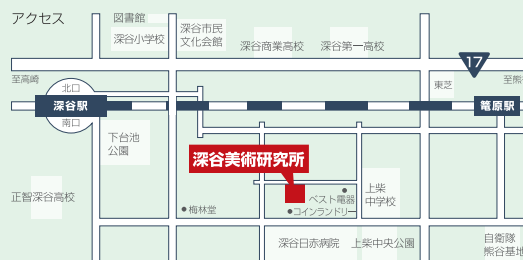 アクセス
図書館
深谷小学校
深谷市民
文化会館
深谷商業高校
深谷第一高校
17
至高崎
至熊
北口
深谷駅
南口
東芝
籠原駅
下台池
公園
深谷美術研究所
正智深谷高校
梅林堂
ベスト電器
コインランドリー
上柴
中学校
深谷日赤病院
上柴中央公園
自衛隊
熊谷基地